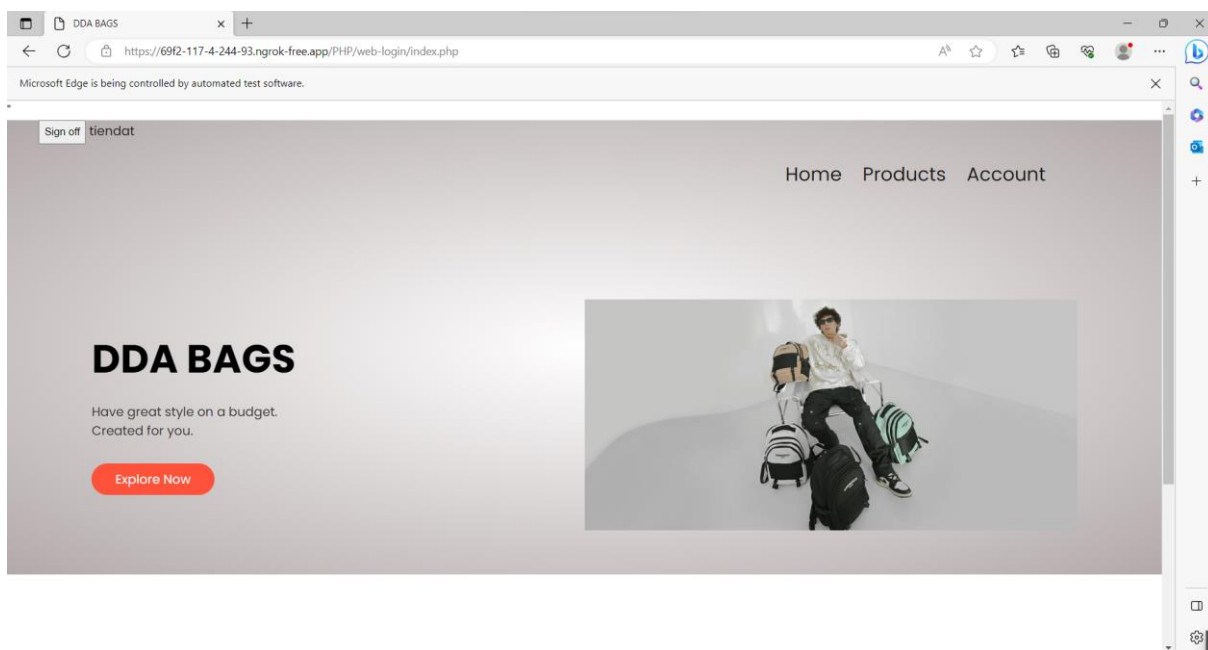 DDA BAGS
https://69f2-117-4-244-93.ngrok-free.app/PHP/web-login/index.php
Microsoft Edge is being controlled by automated test software.
"
Sign off tiendat
Home Products Account
DDA BAGS
Have great style on a budget.
Created for you.
Explore Now